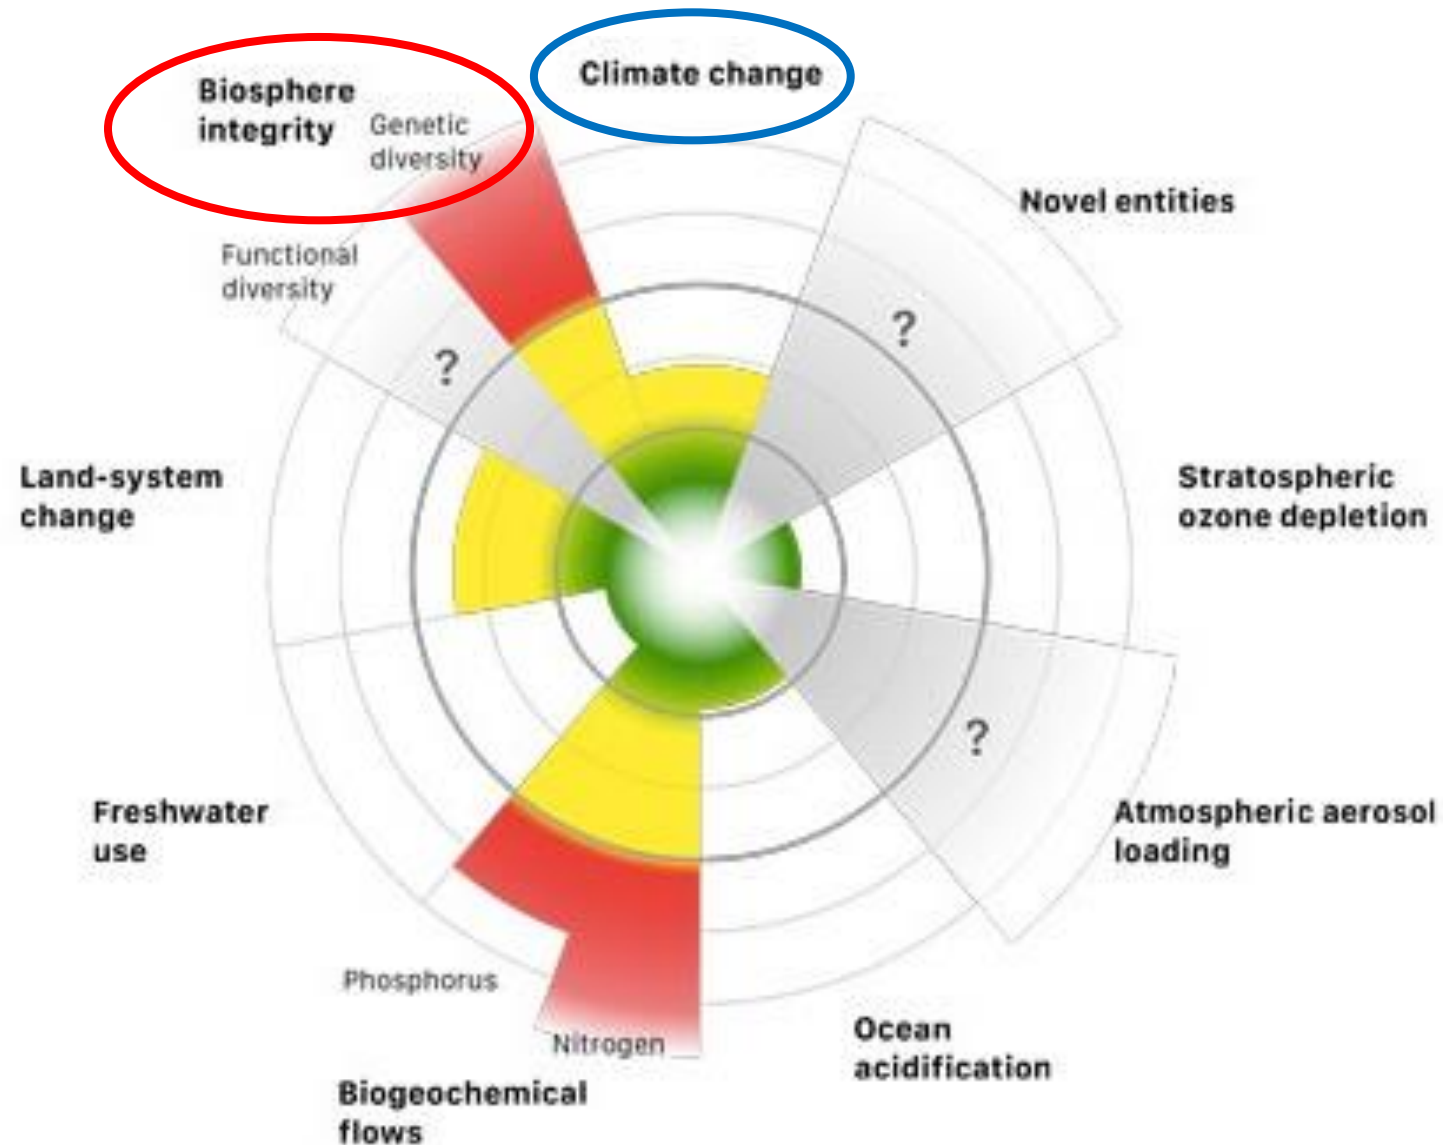 Climate change
Biosphere
integrity
Genetic
diversity
Novel entities
Functional
diversity
?
?
Land-system
change
Stratospheric
ozone depletion
?
Freshwater
use
Atmospheric aerosol
loading
Phosphorus
Nitrogen
Ocean
acidification
Biogeochemical
flows